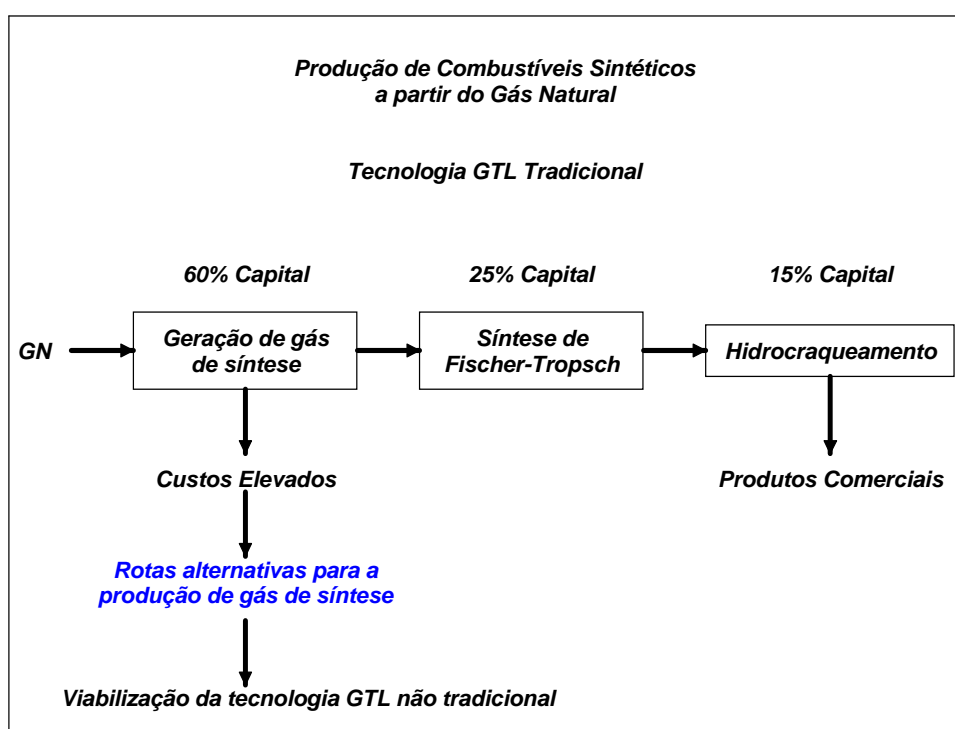 Produção de Combustíveis Sintéticos
a partir do Gás Natural
Tecnologia GTL Tradicional
60% Capital
25% Capital
15% Capital
GN
Geração de gás
de síntese
Síntese de
Fischer-Tropsch
Hidrocraqueamento
Custos Elevados
Produtos Comerciais
Rotas alternativas para a
produção de gás de síntese
Viabilização da tecnologia GTL não tradicional